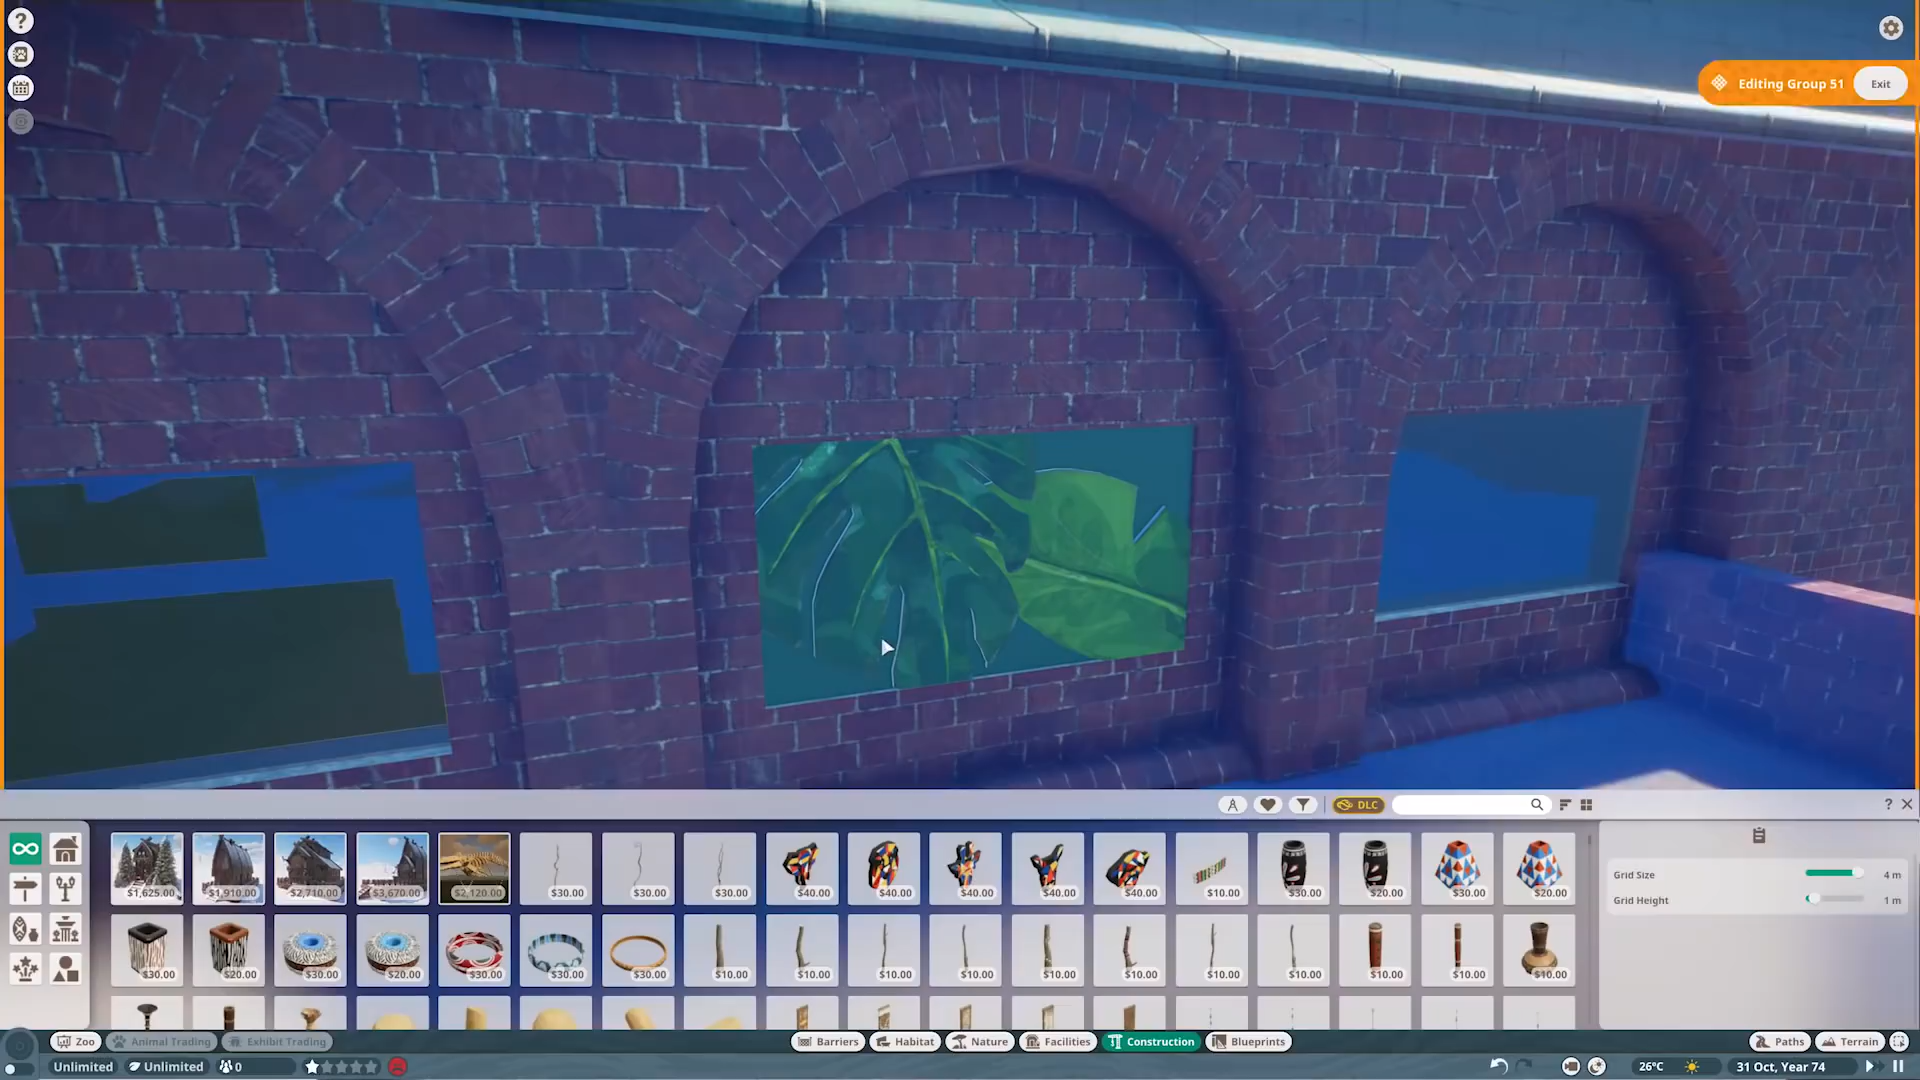 ?
Editing Group 51 Exit
DLC
? ×
$1,625.00 $1,910.00 $2,710.00 $3,670.00 $2,120.00 $30.00 $30.00 $30.00 $40.00 $40.00 $40.00 $40.00 $40.00 $10.00 $30.00 $20.00 $30.00 $20.00
Grid Size 4 m
Grid Height 1 m
$30.00 $20.00 $30.00 $20.00 $30.00 $30.00 $30.00 $10.00 $10.00 $10.00 $10.00 $10.00 $10.00 $10.00 $10.00 $10.00 $10.00 $10.00
Zoo Animal Trading Exhibit Trading Barriers Habitat Nature Facilities Construction Blueprints Paths Terrain
Unlimited Unlimited 0 26°C 31 Oct, Year 74